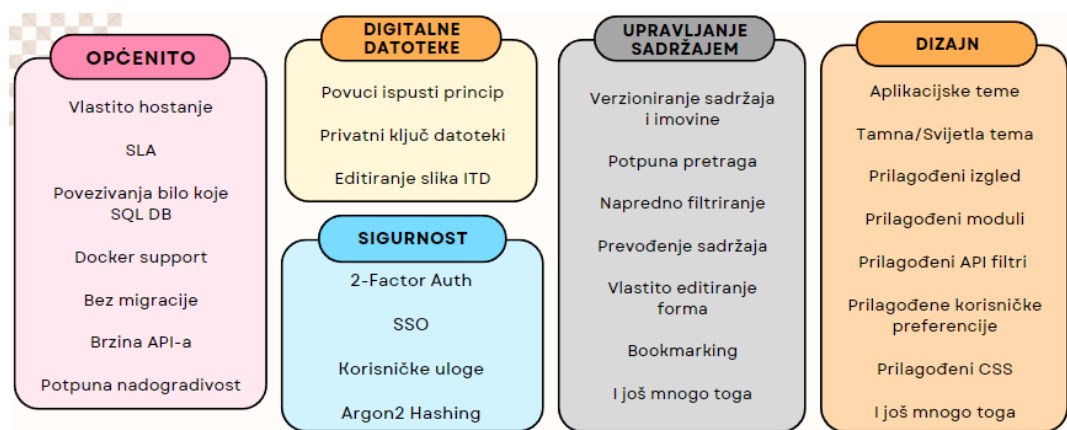 OPĆENITO
Vlastito hostanje
SLA
Povezivanja bilo koje
SQL DB
Docker support
Bez migracije
Brzina API-a
Potpuna nadogradivost
DIGITALNE
DATOTEKE
Povuci ispusti princip
Privatni ključ datoteki
Editiranje slika ITD
SIGURNOST
2-Factor Auth
SSO
Korisničke uloge
Argon2 Hashing
UPRAVLJANJE
SADRŽAJEM
Verzioniranje sadržaja
i imovine
Potpuna pretraga
Napredno filtriranje
Prevođenje sadržaja
Vlastito editiranje
forma
Bookmarking
I još mnogo toga
DIZAJN
Aplikacijske teme
Tamna/Svijetla tema
Prilagođeni izgled
Prilagođeni moduli
Prilagođeni API filtri
Prilagođene korisničke
preferencije
Prilagođeni CSS
I još mnogo toga